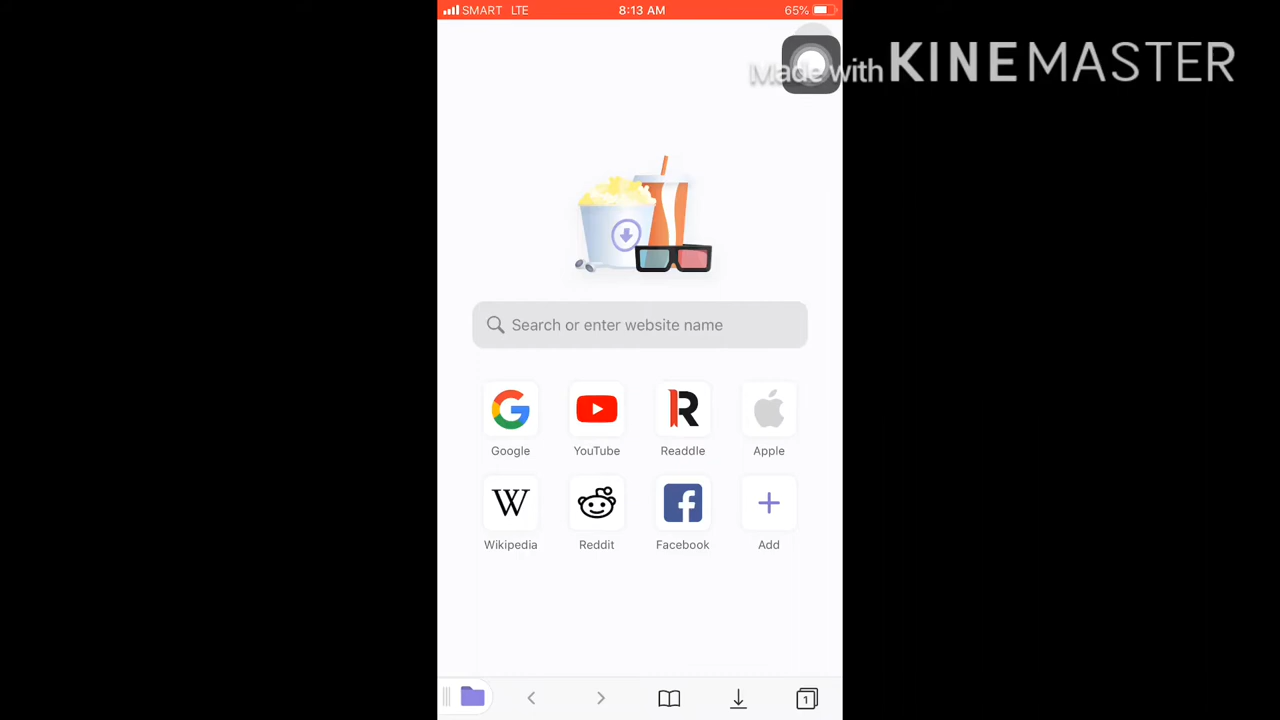 SMART LTE 8:13 AM 65%
Made with KINEMASTER
Search or enter website name
Google YouTube Readdle Apple
Wikipedia Reddit Facebook Add
1